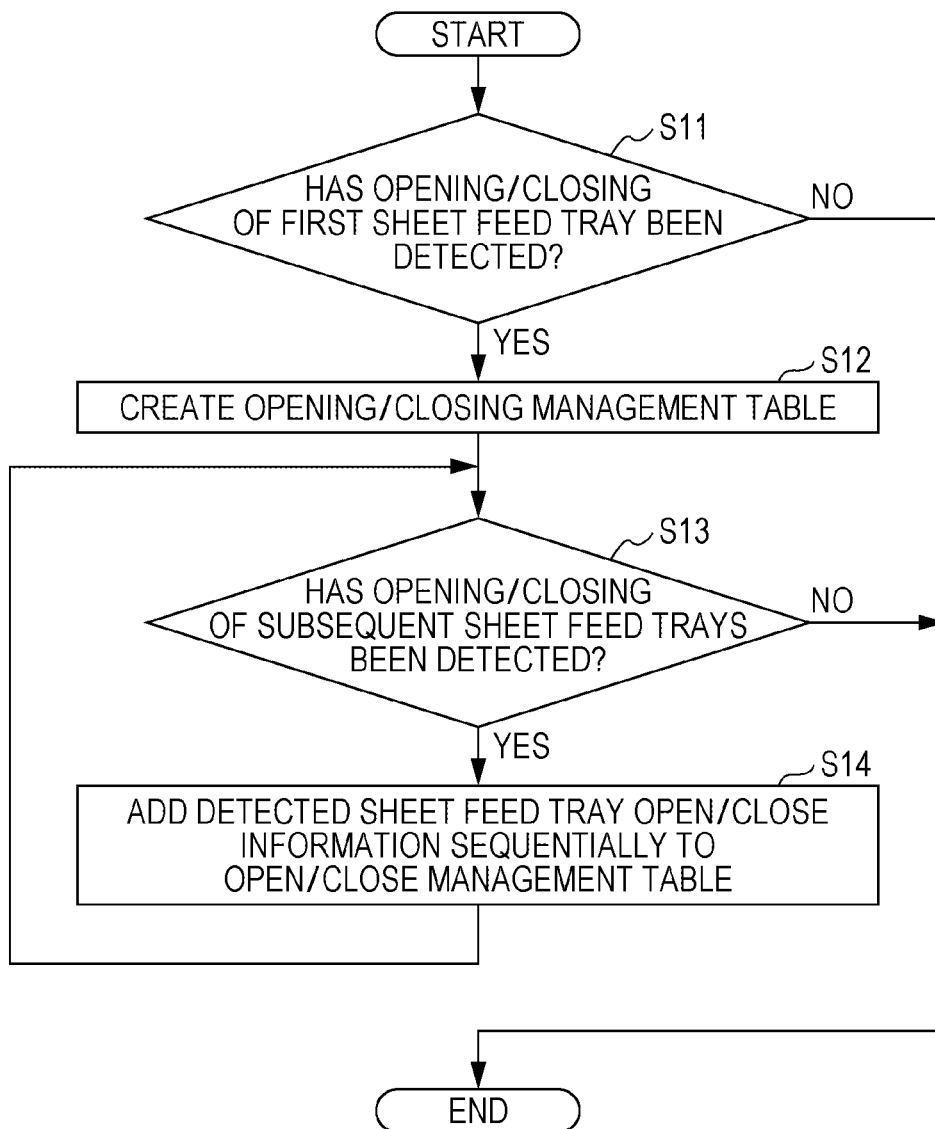 START
S11
HAS OPENING/CLOSING
OF FIRST SHEET FEED TRAY BEEN
DETECTED?
NO
YES
S12
CREATE OPENING/CLOSING MANAGEMENT TABLE
S13
HAS OPENING/CLOSING
OF SUBSEQUENT SHEET FEED TRAYS
BEEN DETECTED?
NO
YES
S14
ADD DETECTED SHEET FEED TRAY OPEN/CLOSE
INFORMATION SEQUENTIALLY TO
OPEN/CLOSE MANAGEMENT TABLE
END